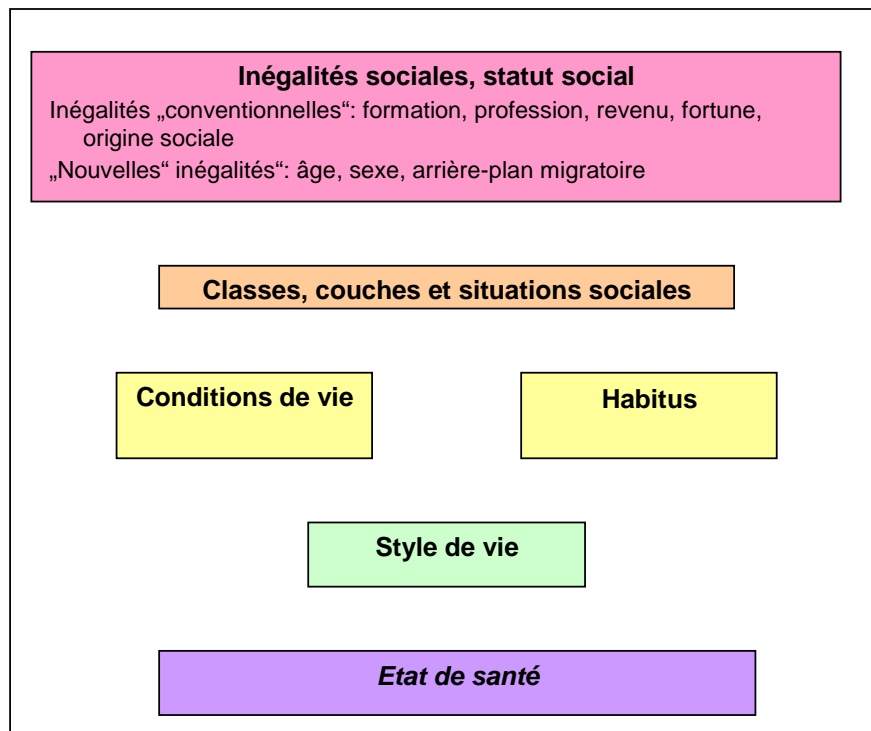 Inégalités sociales, statut social
Inégalités „conventionnelles“: formation, profession, revenu, fortune,
origine sociale
„Nouvelles“ inégalités“: âge, sexe, arrière-plan migratoire
Classes, couches et situations sociales
Conditions de vie
Habitus
Style de vie
Etat de santé